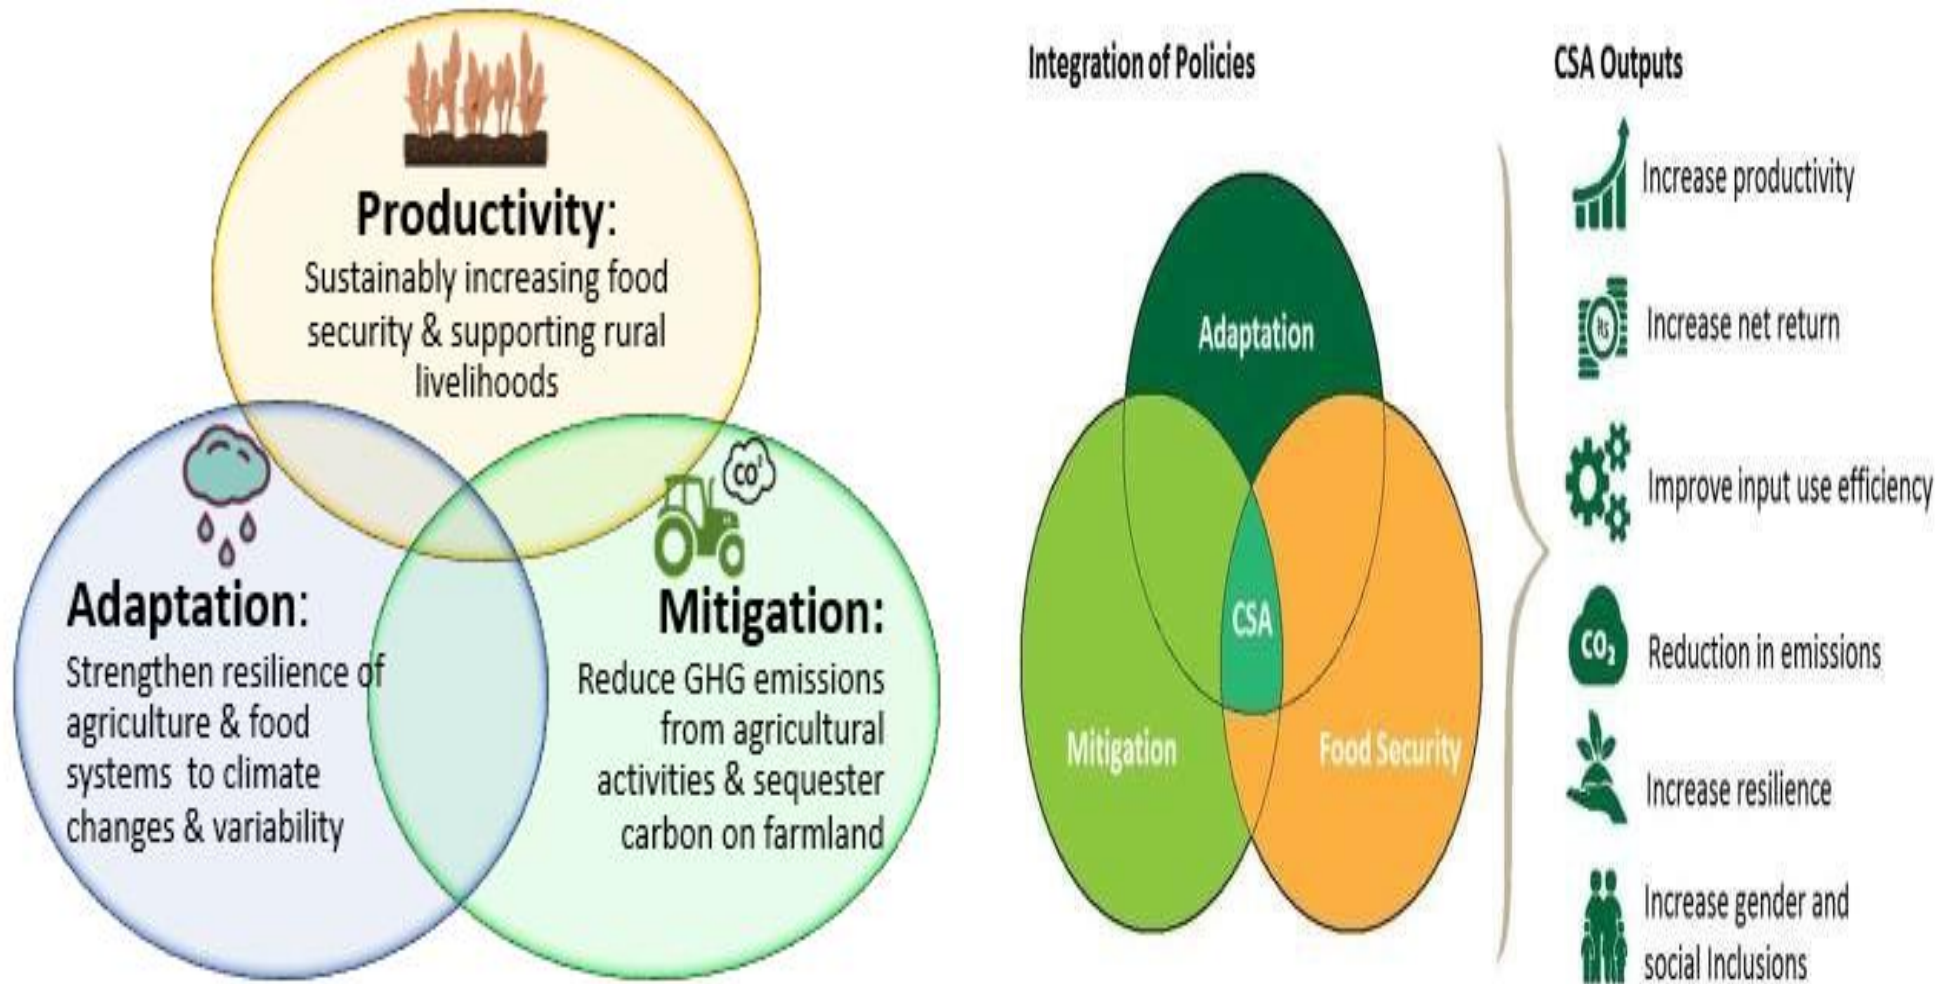 Productivity:
Sustainably increasing food
security & supporting rural
livelihoods
Adaptation:
Strengthen resilience of
agriculture & food
systems to climate
changes & variability
CO²
Mitigation:
Reduce GHG emissions
from agricultural
activities & sequester
carbon on farmland
Integration of Policies
Adaptation
CSA
Mitigation
Food Security
CSA Outputs
Increase productivity
Rs
Increase net return
Improve input use efficiency
CO₂
Reduction in emissions
Increase resilience
Increase gender and
social Inclusions